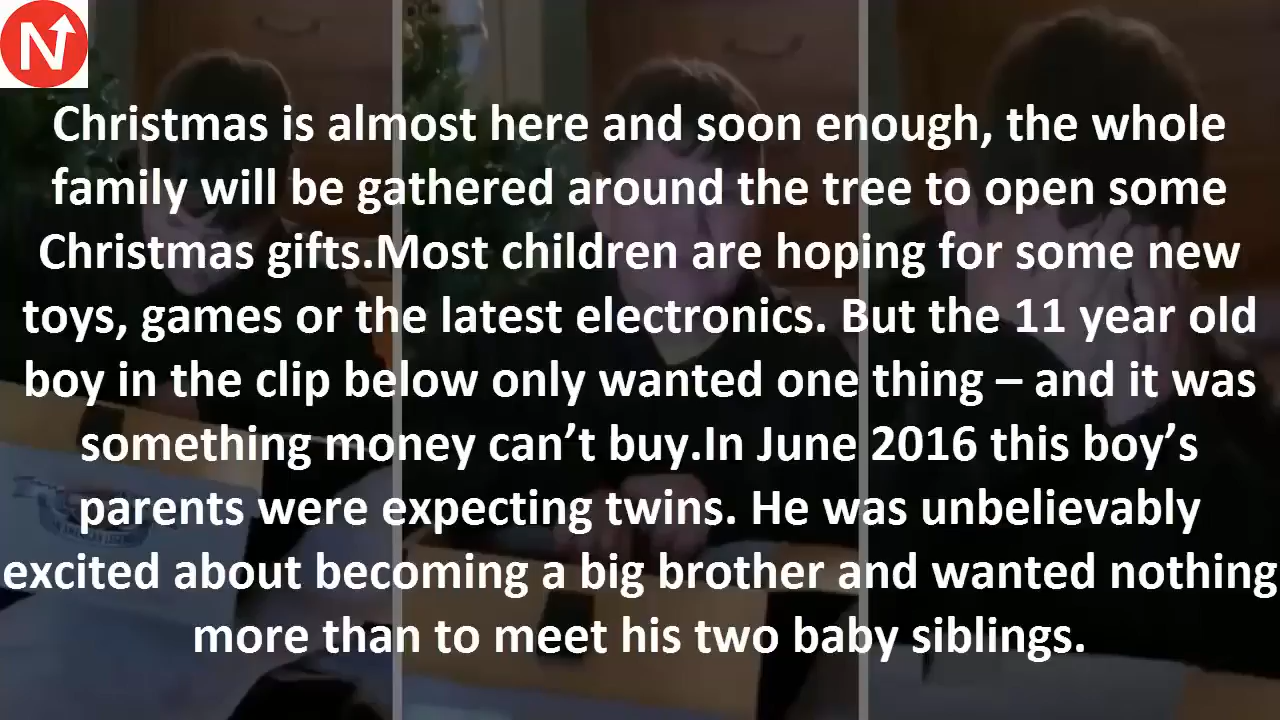 N
Christmas is almost here and soon enough, the whole
family will be gathered around the tree to open some
Christmas gifts.Most children are hoping for some new
toys, games or the latest electronics. But the 11 year old
boy in the clip below only wanted one thing – and it was
something money can’t buy.In June 2016 this boy’s
parents were expecting twins. He was unbelievably
excited about becoming a big brother and wanted nothing
more than to meet his two baby siblings.